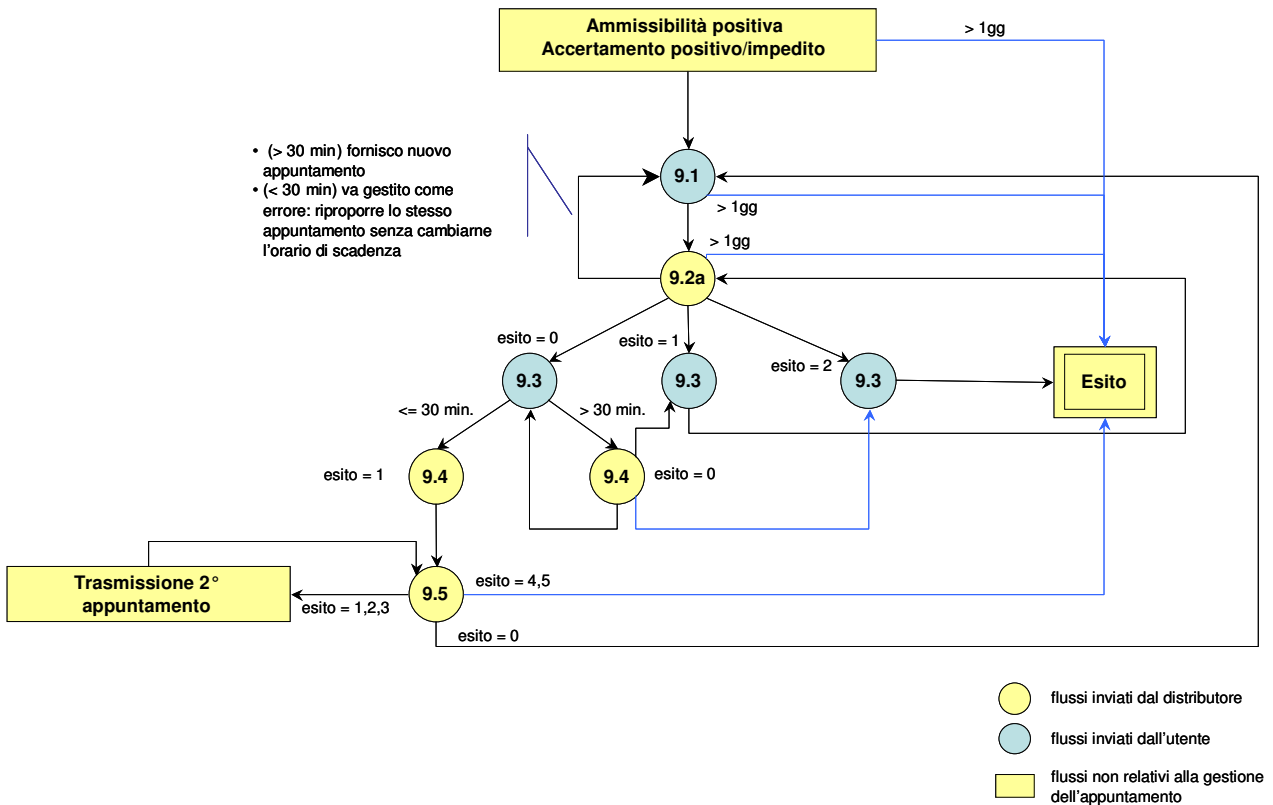 Ammissibilità positiva
Accertamento positivo/impedito
> 1gg
• (> 30 min) fornisco nuovo
appuntamento
• (< 30 min) va gestito come
errore: riproporre lo stesso
appuntamento senza cambiarne
l'orario di scadenza
9.1
> 1gg
> 1gg
9.2a
esito = 0
esito = 1
esito = 2
9.3
9.3
9.3
Esito
<= 30 min.
> 30 min.
esito = 1
9.4
9.4
esito = 0
Trasmissione 2°
appuntamento
9.5
esito = 4,5
esito = 1,2,3
esito = 0
flussi inviati dal distributore
flussi inviati dall'utente
flussi non relativi alla gestione
dell'appuntamento